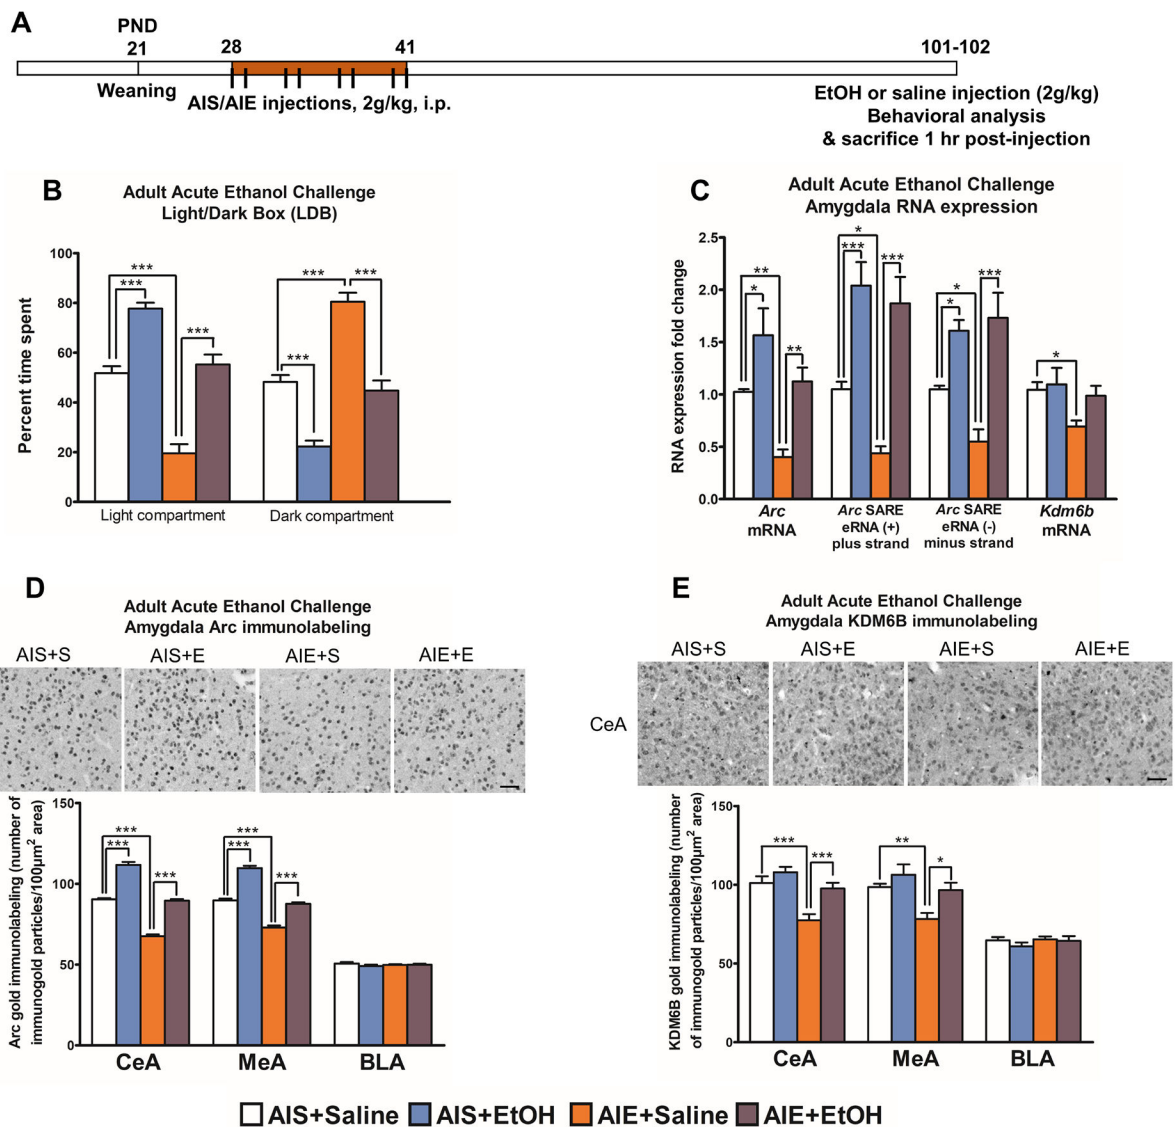 A
PND
21
28
41
101-102
Weaning
AIS/AIE injections, 2g/kg, i.p.
EtOH or saline injection (2g/kg)
Behavioral analysis
& sacrifice 1 hr post-injection
B
Adult Acute Ethanol Challenge
Light/Dark Box (LDB)
Percent time spent
100
80
60
40
20
0
***
***
***
***
***
***
Light compartment
Dark compartment
C
Adult Acute Ethanol Challenge
Amygdala RNA expression
RNA expression fold change
2.5
2.0
1.5
1.0
0.5
0.0
**
*
**
*
***
***
*
*
***
*
Arc
mRNA
Arc SARE
eRNA (+)
plus strand
Arc SARE
eRNA (-)
minus strand
Kdm6b
mRNA
D
Adult Acute Ethanol Challenge
Amygdala Arc immunolabeling
AIS+S
AIS+E
AIE+S
AIE+E
Arc gold immunolabeling (number of
immunogold particles/100µm² area)
150
100
50
0
***
***
***
***
***
***
CeA
MeA
BLA
E
Adult Acute Ethanol Challenge
Amygdala KDM6B immunolabeling
AIS+S
AIS+E
AIE+S
AIE+E
CeA
KDM6B gold immunolabeling (number
of immunogold particles/100µm² area)
150
100
50
0
***
***
**
*
CeA
MeA
BLA
AIS+Saline
AIS+EtOH
AIE+Saline
AIE+EtOH